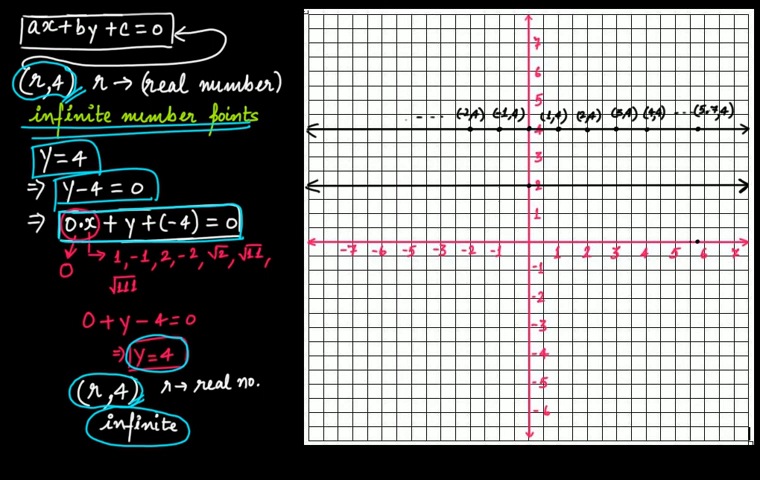 ax+by+c=0
(r,4) r → (real number)
infinite number points
y=4
⇒ y-4=0
⇒ 0·x+y+(-4)=0
0 → 1,-1,2,-2,√2,√11,
√111
0+y-4=0
⇒ y=4
(r,4) r→ real no.
infinite
7
6
5
---- (-2,4) (-1,4) (1,4) (2,4) (3,4) (4,4) ---(5.7,4)
4
3
2
1
-7 -6 -5 -4 -3 -2 -1 1 2 3 4 5 6 7
-1
-2
-3
-4
-5
-6